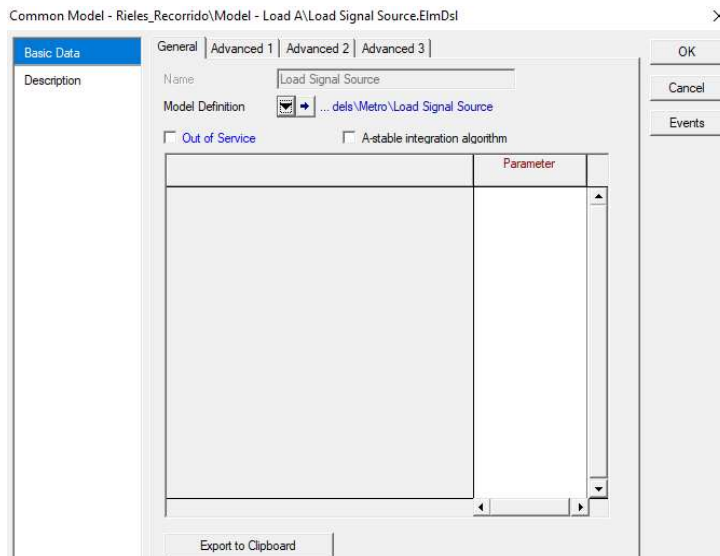 Common Model - Rieles_Recorrido\Model - Load A\Load Signal Source.ElmDsl
Basic Data
Description
General
Advanced 1
Advanced 2
Advanced 3
Name
Load Signal Source
Model Definition
... dels\Metro\Load Signal Source
Out of Service
A-stable integration algorithm
Parameter
Export to Clipboard
OK
Cancel
Events